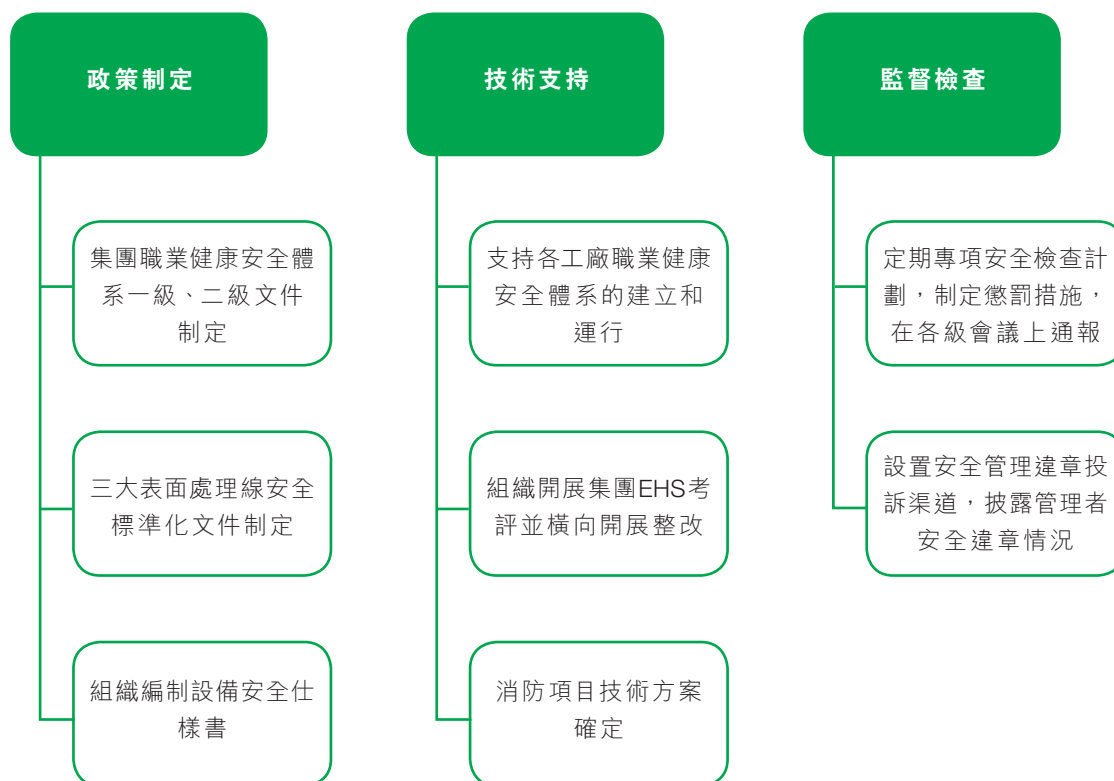 政策制定
集團職業健康安全體
系一級、二級文件
制定
三大表面處理線安全
標準化文件制定
組織編制設備安全仕
樣書
技術支持
支持各工廠職業健康
安全體系的建立和
運行
組織開展集團EHS考
評並橫向開展整改
消防項目技術方案
確定
監督檢查
定期專項安全檢查計
劃，制定懲罰措施，
在各級會議上通報
設置安全管理違章投
訴渠道，披露管理者
安全違章情況